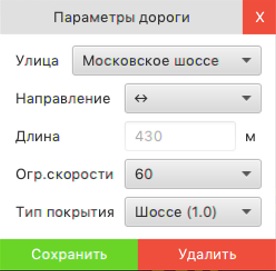 Параметры дороги X
Улица Московское шоссе
Направление ↔
Длина 430 м
Огр.скорости 60
Тип покрытия Шоссе (1.0)
Сохранить Удалить